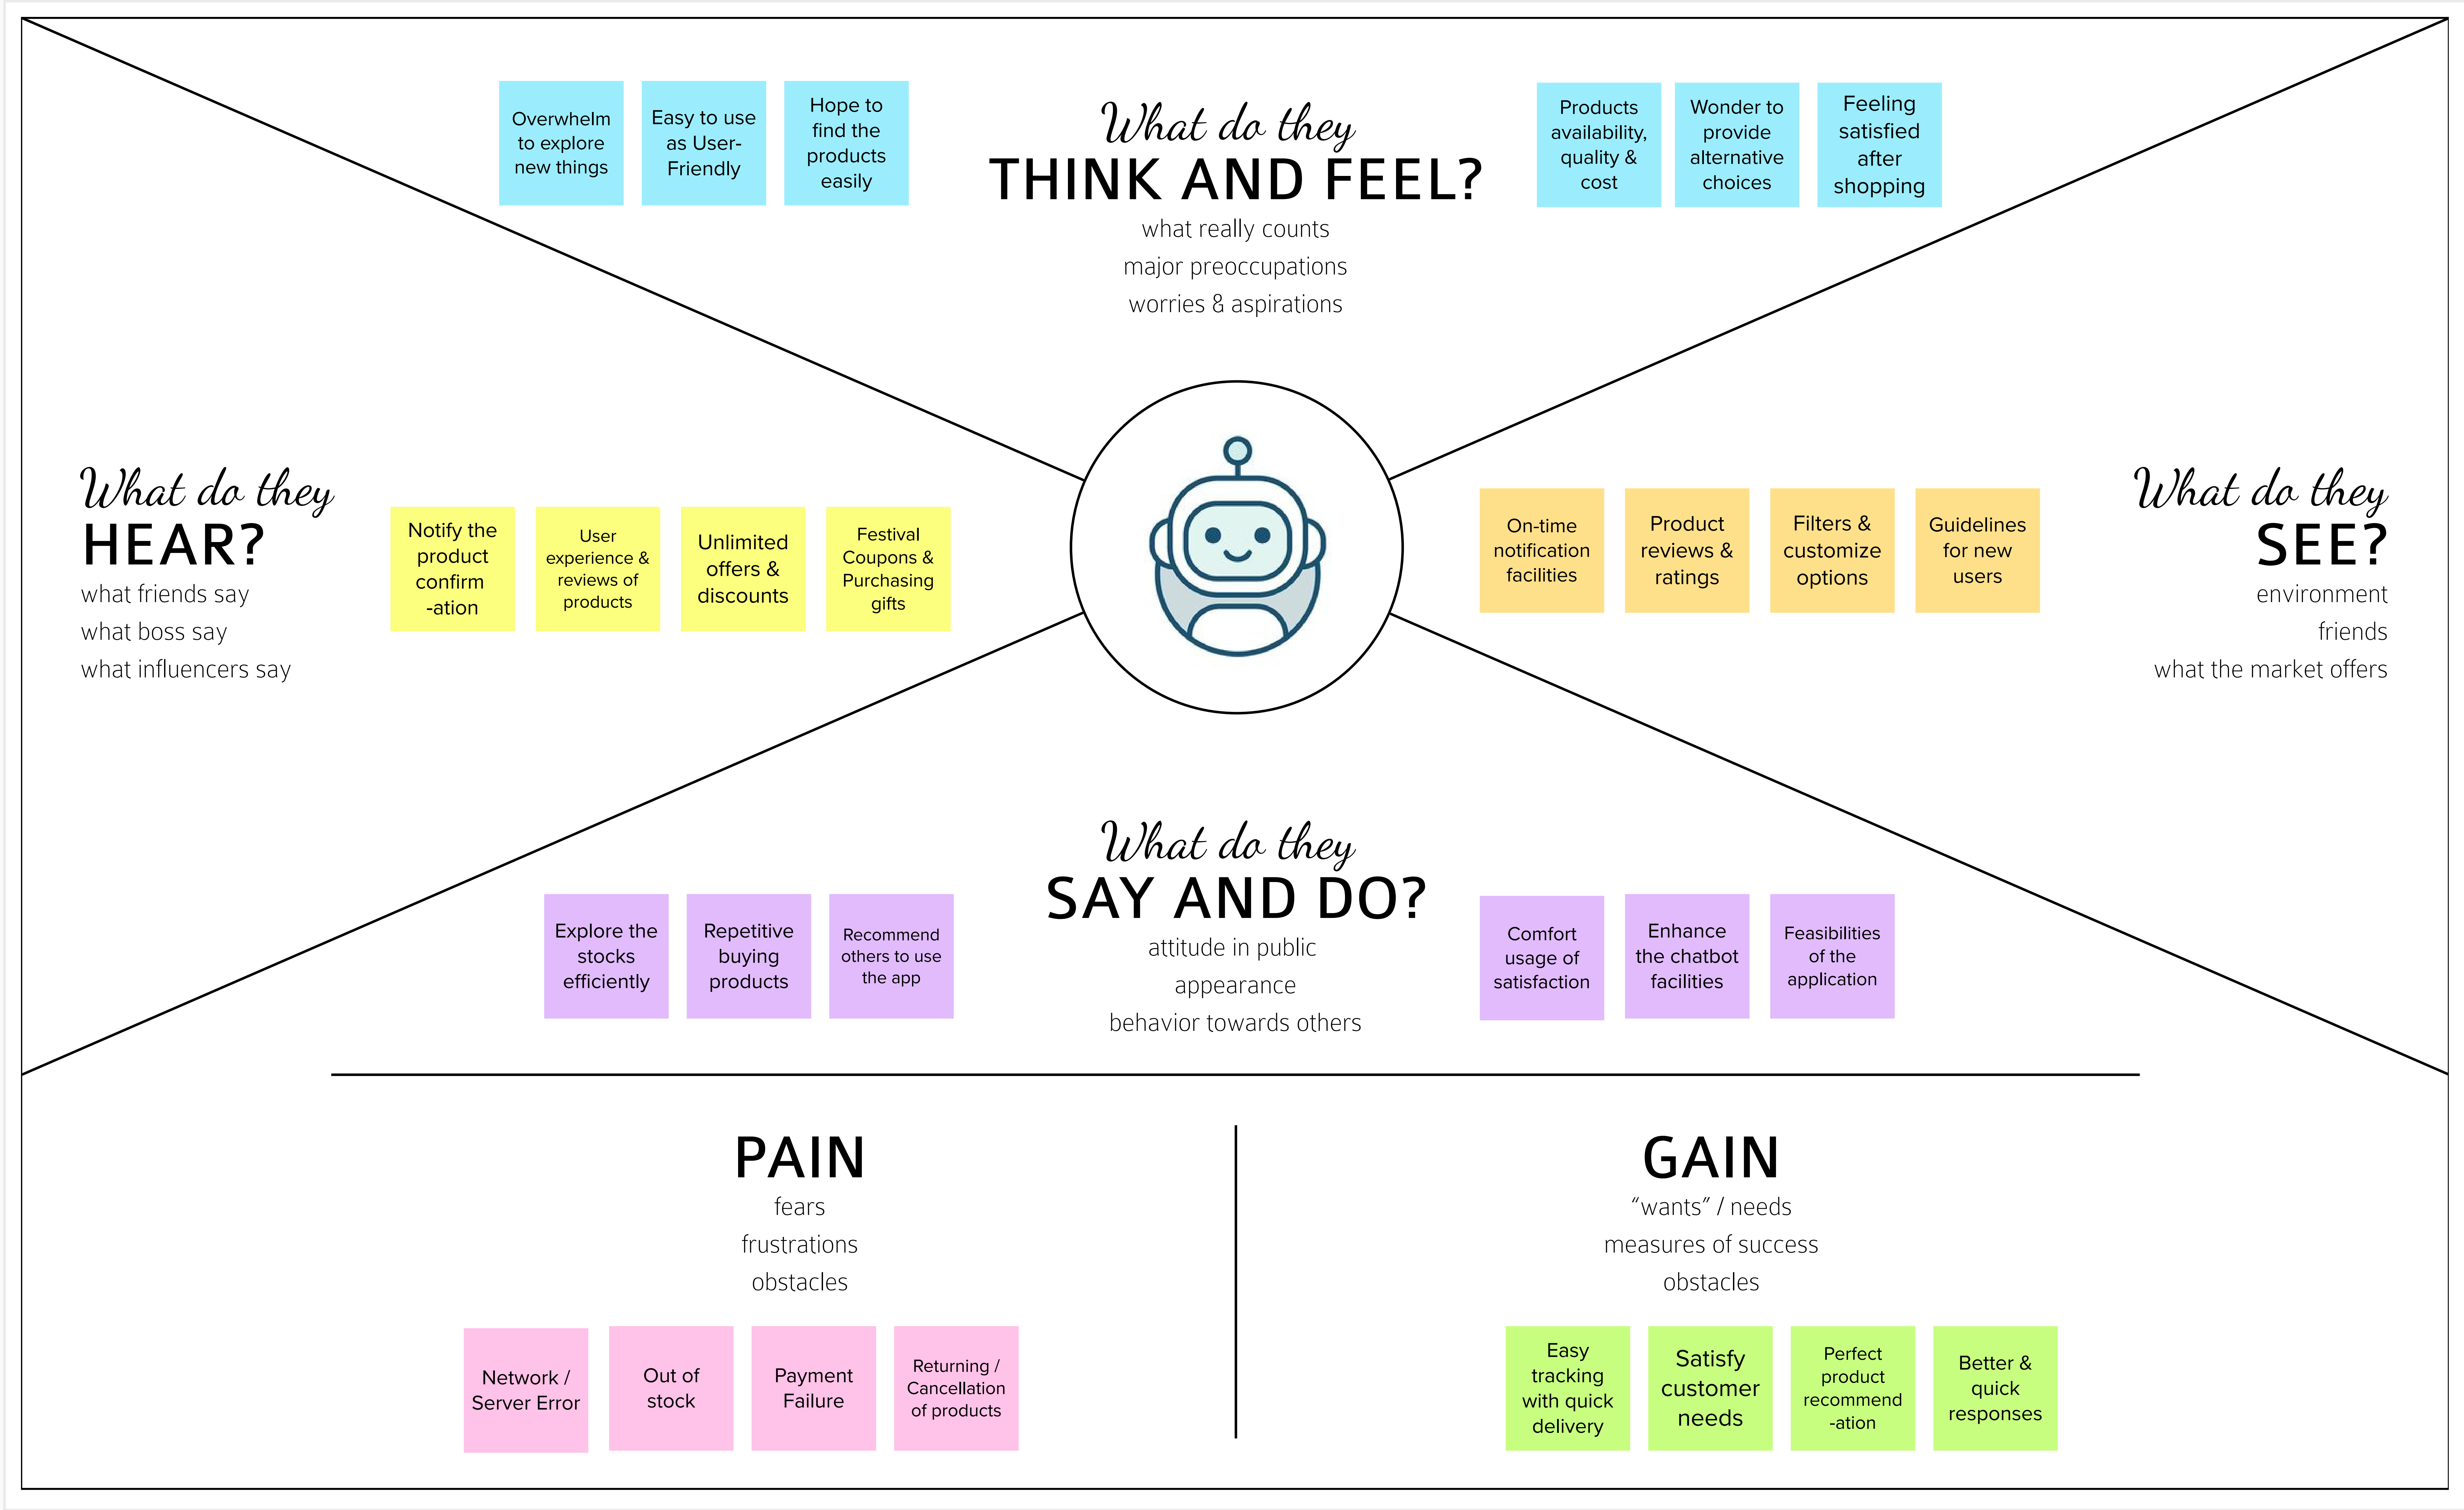 Overwhelm
to explore
new things
Easy to use
as User-
Friendly
Hope to
find the
products
easily
What do they
THINK AND FEEL?
what really counts
major preoccupations
worries & aspirations
Products
availability,
quality &
cost
Wonder to
provide
alternative
choices
Feeling
satisfied
after
shopping
What do they
HEAR?
what friends say
what boss say
what influencers say
Notify the
product
confirm
-ation
User
experience &
reviews of
products
Unlimited
offers &
discounts
Festival
Coupons &
Purchasing
gifts
On-time
notification
facilities
Product
reviews &
ratings
Filters &
customize
options
Guidelines
for new
users
What do they
SEE?
environment
friends
what the market offers
Explore the
stocks
efficiently
Repetitive
buying
products
Recommend
others to use
the app
What do they
SAY AND DO?
attitude in public
appearance
behavior towards others
Comfort
usage of
satisfaction
Enhance
the chatbot
facilities
Feasibilities
of the
application
PAIN
fears
frustrations
obstacles
Network /
Server Error
Out of
stock
Payment
Failure
Returning /
Cancellation
of products
GAIN
“wants” / needs
measures of success
obstacles
Easy
tracking
with quick
delivery
Satisfy
customer
needs
Perfect
product
recommend
-ation
Better &
quick
responses